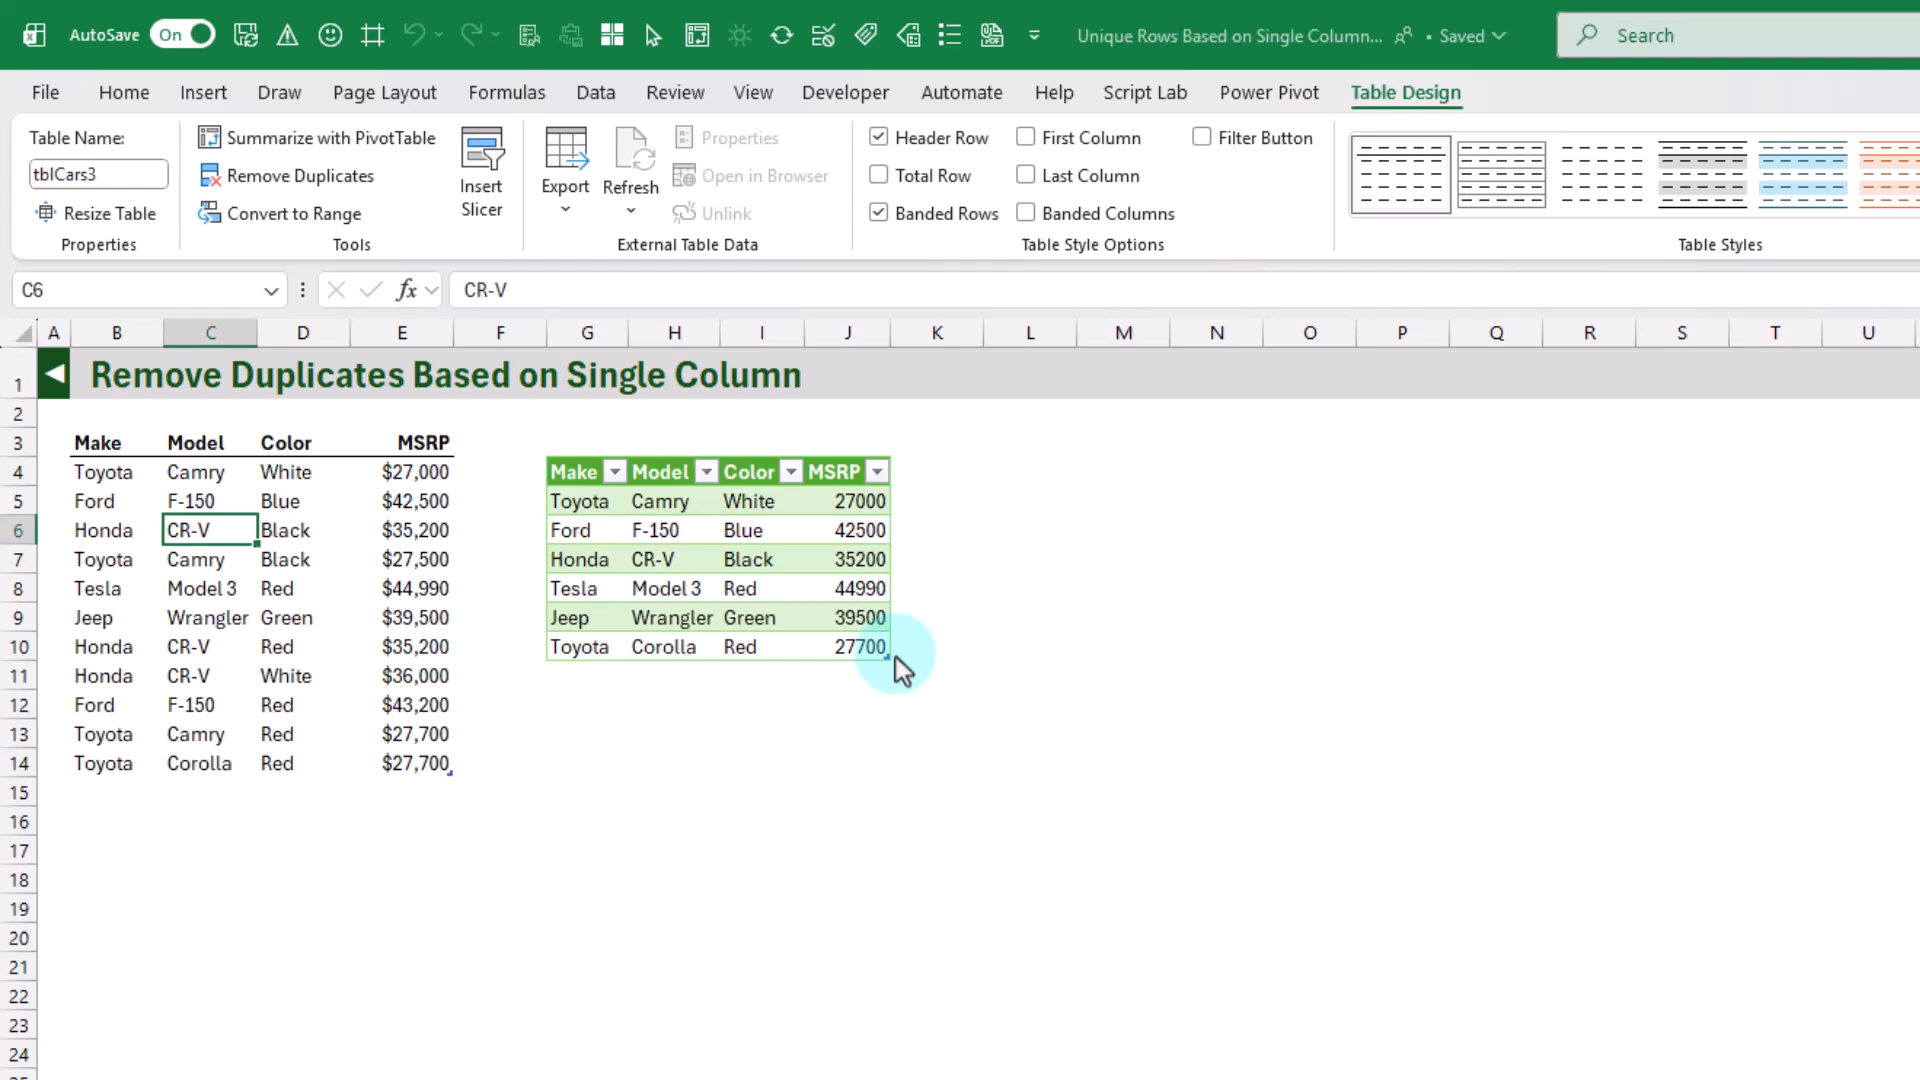 AutoSave On Unique Rows Based on Single Column... • Saved Search
File Home Insert Draw Page Layout Formulas Data Review View Developer Automate Help Script Lab Power Pivot Table Design
Table Name:
tblCars3
Resize Table
Properties
Summarize with PivotTable
Remove Duplicates
Convert to Range
Tools
Insert
Slicer
Export
Refresh
Properties
Open in Browser
Unlink
External Table Data
Header Row First Column Filter Button
Total Row Last Column
Banded Rows Banded Columns
Table Style Options
Table Styles
C6 fx CR-V
A B C D E F G H I J K L M N O P Q R S T U
1 Remove Duplicates Based on Single Column
2
3 Make Model Color MSRP
4 Toyota Camry White $27,000 Make Model Color MSRP
5 Ford F-150 Blue $42,500 Toyota Camry White 27000
6 Honda CR-V Black $35,200 Ford F-150 Blue 42500
7 Toyota Camry Black $27,500 Honda CR-V Black 35200
8 Tesla Model 3 Red $44,990 Tesla Model 3 Red 44990
9 Jeep Wrangler Green $39,500 Jeep Wrangler Green 39500
10 Honda CR-V Red $35,200 Toyota Corolla Red 27700
11 Honda CR-V White $36,000
12 Ford F-150 Red $43,200
13 Toyota Camry Red $27,700
14 Toyota Corolla Red $27,700
15
16
17
18
19
20
21
22
23
24